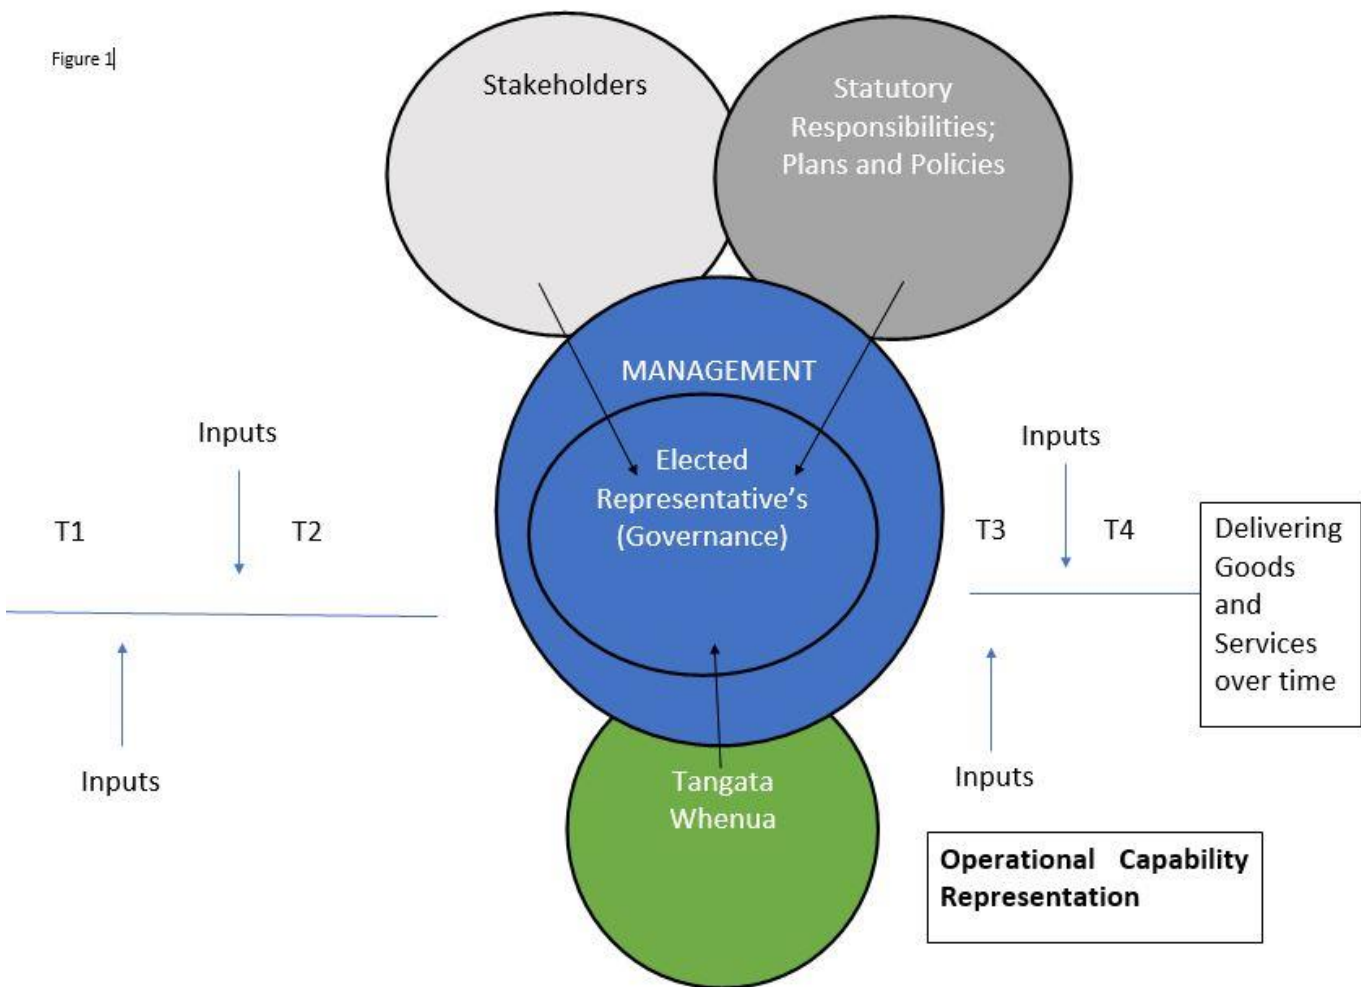 Figure 1
Stakeholders
Statutory
Responsibilities;
Plans and Policies
MANAGEMENT
Elected
Representative's
(Governance)
Inputs
T1
T2
Inputs
Inputs
T3
T4
Inputs
Delivering
Goods
and
Services
over time
Tangata
Whenua
Operational Capability
Representation